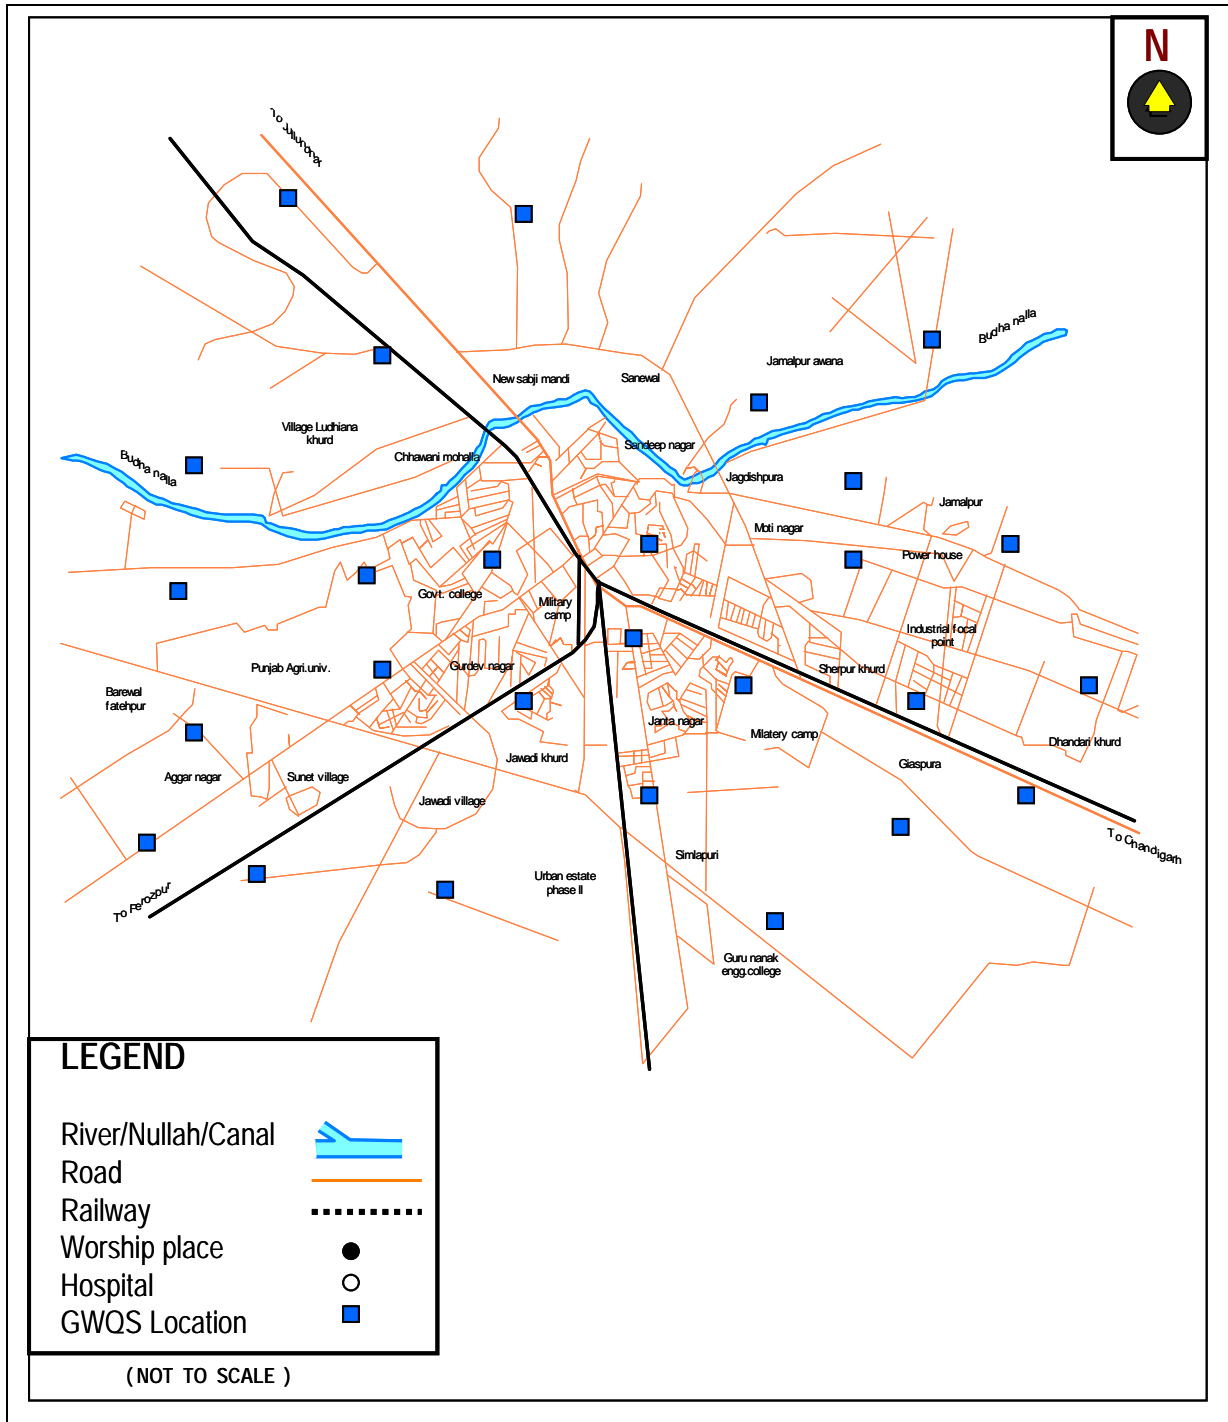 N
To Jullundhar
Budha nalla
Jamalpur awana
New sabji mandi
Sanewal
Village Ludhiana
khurd
Sandeep nagar
Chhawani mohalla
Budha nalla
Jagdishpura
Jamalpur
Moti nagar
Power house
Govt. college
Military
camp
Industrial focal
point
Punjab Agri.univ.
Gurdev nagar
Sherpur khurd
Barewal
fatehpur
Janta nagar
Milatery camp
Dhandari khurd
Jawadi khurd
Giaspura
Aggar nagar
Sunet village
Jawadi village
To Chandigarh
Simlapuri
Urban estate
phase II
To Ferozpur
Guru nanak
engg.college
LEGEND
River/Nullah/Canal
Road
Railway
Worship place
Hospital
GWQS Location
(NOT TO SCALE )